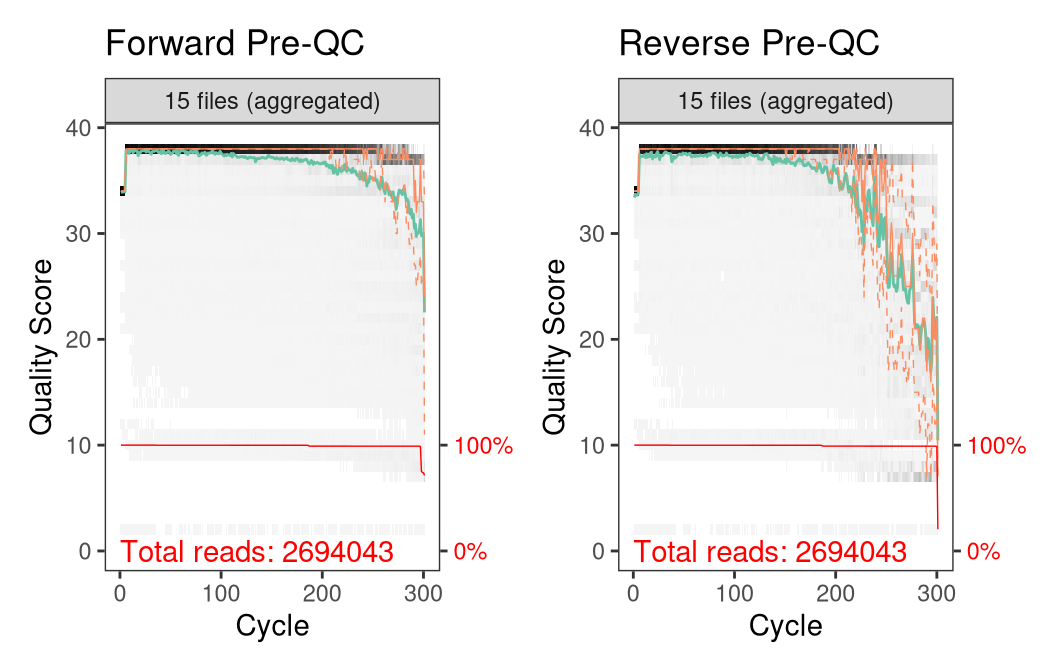 Forward Pre-QC
15 files (aggregated)
Quality Score
40
30
20
10
0
100%
0%
Total reads: 2694043
0
100
200
300
Cycle
Reverse Pre-QC
15 files (aggregated)
Quality Score
40
30
20
10
0
100%
0%
Total reads: 2694043
0
100
200
300
Cycle